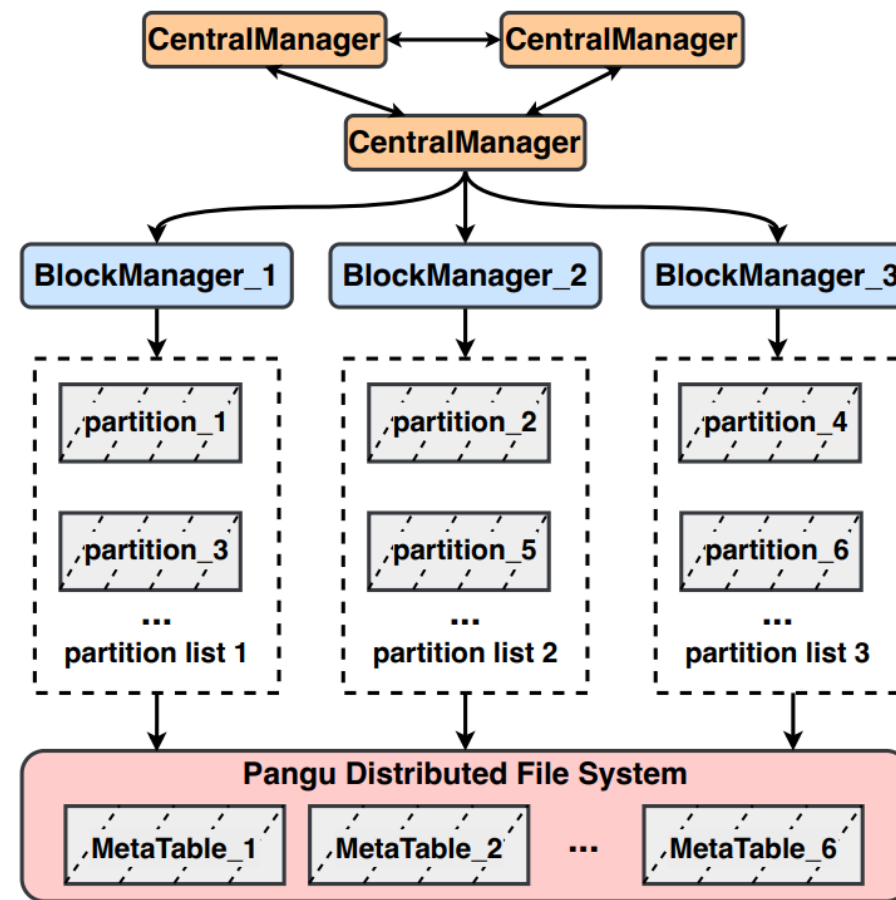 CentralManager
CentralManager
CentralManager
BlockManager_1
BlockManager_2
BlockManager_3
partition_1
partition_2
partition_4
partition_3
partition_5
partition_6
...
...
...
partition list 1
partition list 2
partition list 3
Pangu Distributed File System
MetaTable_1
MetaTable_2
...
MetaTable_6